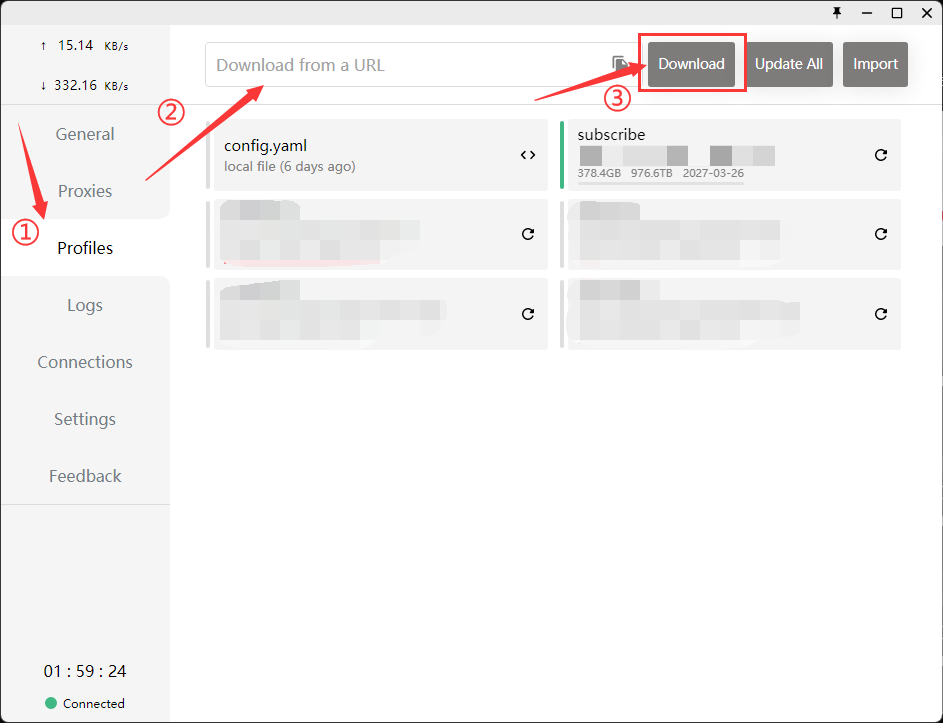 ↑ 15.14 KB/s
↓ 332.16 KB/s
General
Proxies
Profiles
Logs
Connections
Settings
Feedback
01 : 59 : 24
Connected
①
②
③
Download from a URL
Download
Update All
Import
config.yaml
local file (6 days ago)
subscribe
378.4GB 976.6TB 2027-03-26